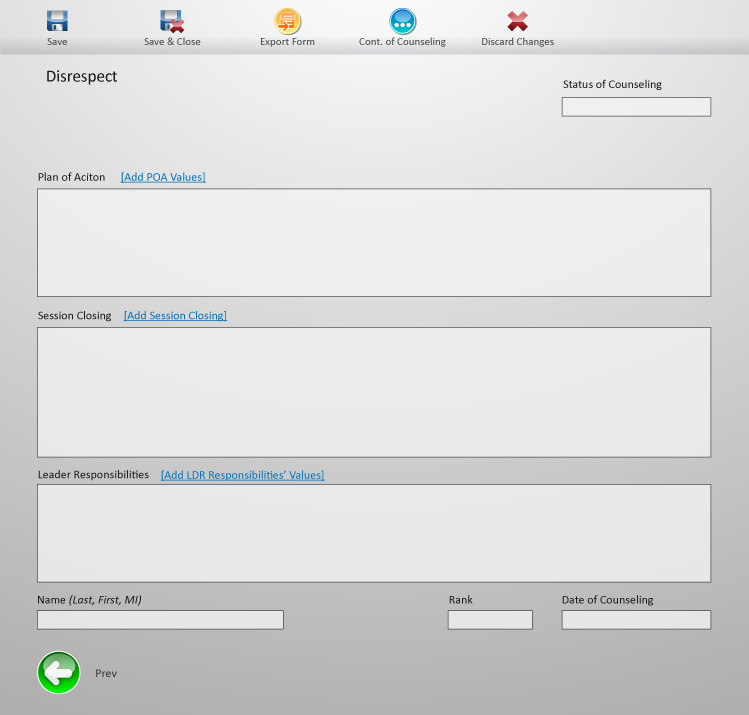 Save
Save & Close
Export Form
Cont. of Counseling
Discard Changes
Disrespect
Status of Counseling
Plan of Aciton [Add POA Values]
Session Closing [Add Session Closing]
Leader Responsibilities [Add LDR Responsibilities’ Values]
Name (Last, First, MI) Rank Date of Counseling
Prev